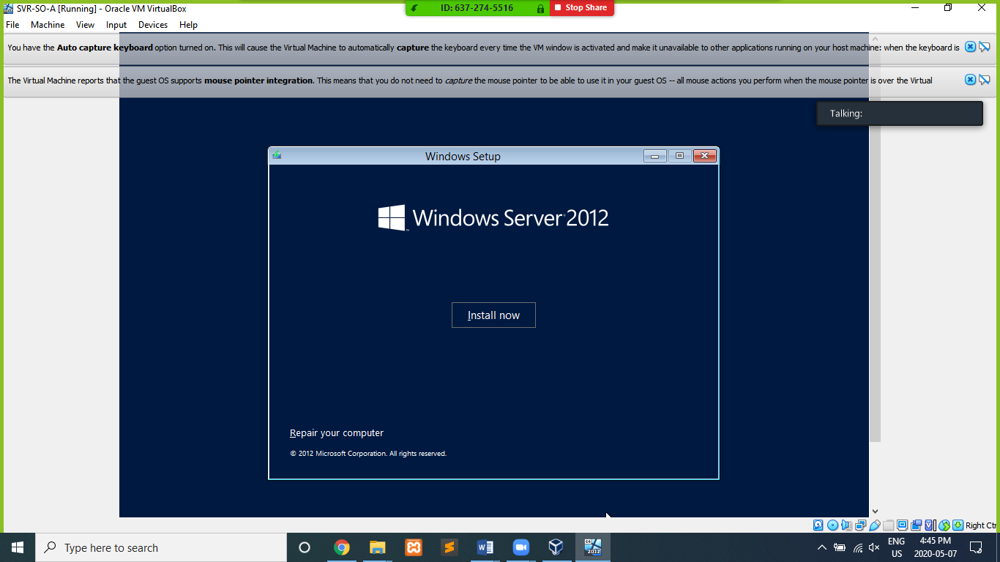 SVR-SO-A [Running] - Oracle VM VirtualBox
ID: 637-274-5516
Stop Share
File Machine View Input Devices Help
You have the Auto capture keyboard option turned on. This will cause the Virtual Machine to automatically capture the keyboard every time the VM window is activated and make it unavailable to other applications running on your host machine: when the keyboard is
The Virtual Machine reports that the guest OS supports mouse pointer integration. This means that you do not need to capture the mouse pointer to be able to use it in your guest OS -- all mouse actions you perform when the mouse pointer is over the Virtual
Talking:
Windows Setup
Windows Server 2012
Install now
Repair your computer
© 2012 Microsoft Corporation. All rights reserved.
Right Ctr
Type here to search
64
2012
ENG
US
4:45 PM
2020-05-07